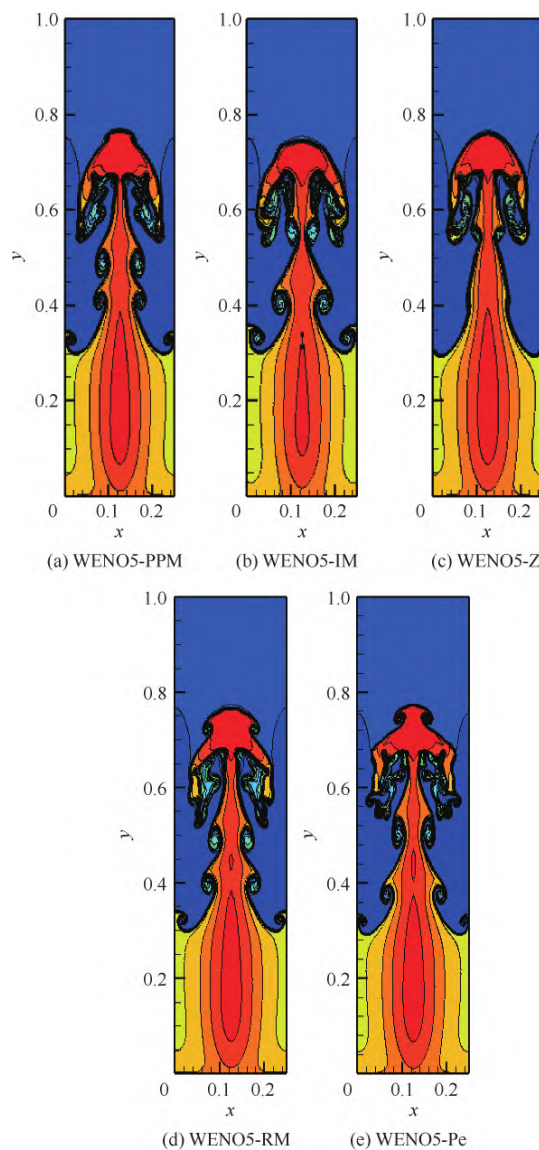 1.0 1.0 1.0
0.8 0.8 0.8
0.6 0.6 0.6
y y y
0.4 0.4 0.4
0.2 0.2 0.2
0 0.1 0.2 0 0.1 0.2 0 0.1 0.2
x x x
(a) WENO5-PPM (b) WENO5-IM (c) WENO5-Z
1.0 1.0
0.8 0.8
0.6 0.6
y y
0.4 0.4
0.2 0.2
0 0.1 0.2 0 0.1 0.2
x x
(d) WENO5-RM (e) WENO5-Pe